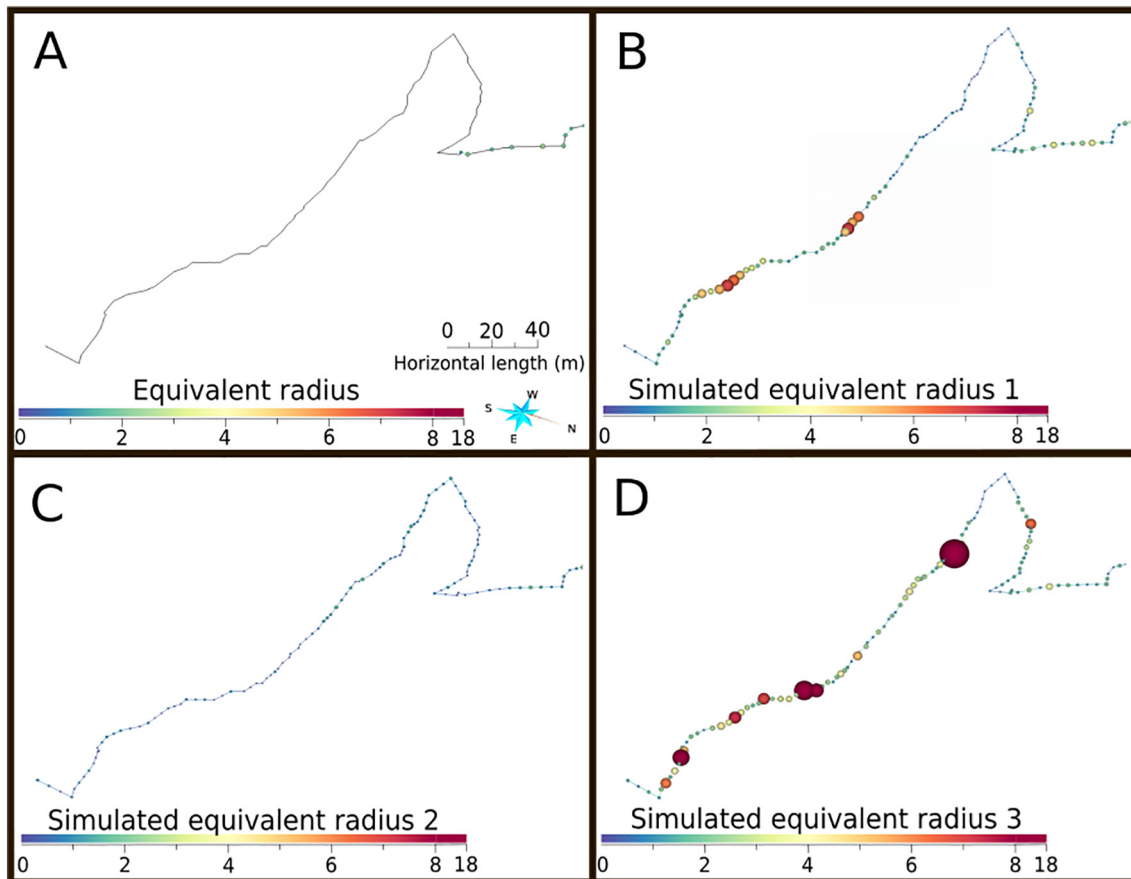 A
0 20 40
Horizontal length (m)
Equivalent radius
0 2 4 6 8 18
W
S
N
E
B
Simulated equivalent radius 1
0 2 4 6 8 18
C
Simulated equivalent radius 2
0 2 4 6 8 18
D
Simulated equivalent radius 3
0 2 4 6 8 18